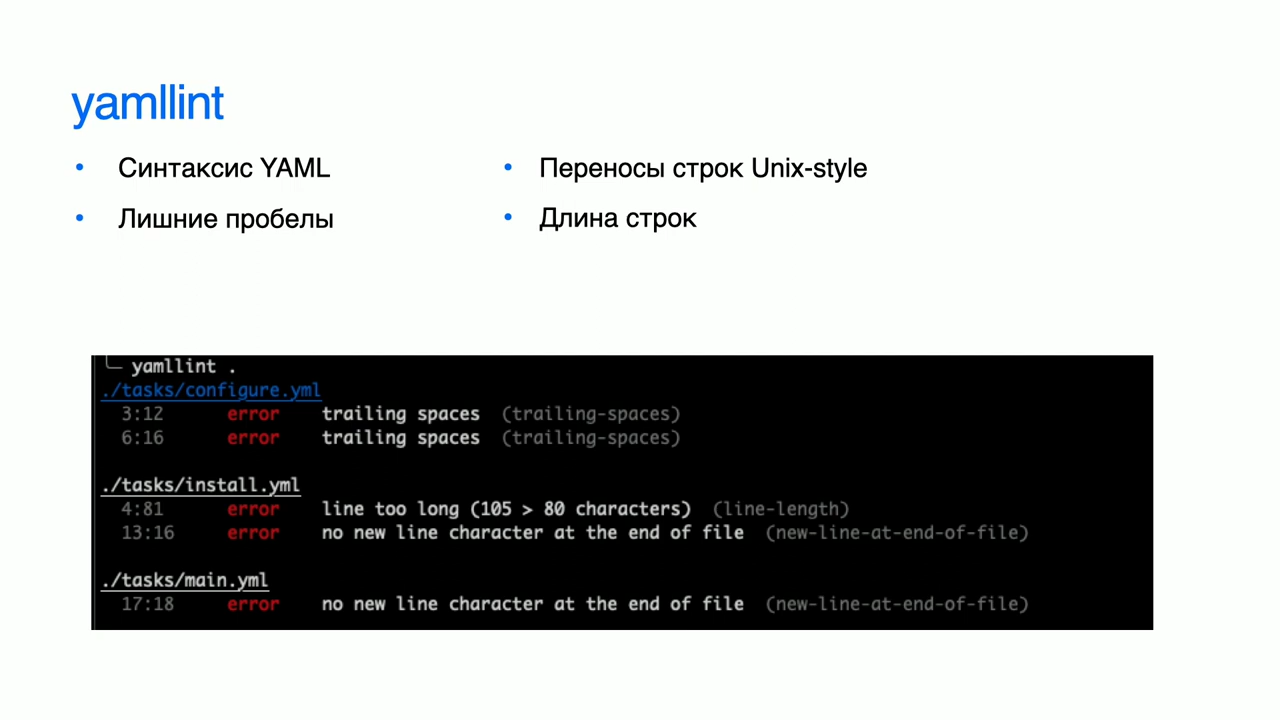 yamllint
• Синтаксис YAML
• Лишние пробелы
• Переносы строк Unix-style
• Длина строк
╰─ yamllint .
./tasks/configure.yml
3:12 error trailing spaces (trailing-spaces)
6:16 error trailing spaces (trailing-spaces)
./tasks/install.yml
4:81 error line too long (105 > 80 characters) (line-length)
13:16 error no new line character at the end of file (new-line-at-end-of-file)
./tasks/main.yml
17:18 error no new line character at the end of file (new-line-at-end-of-file)